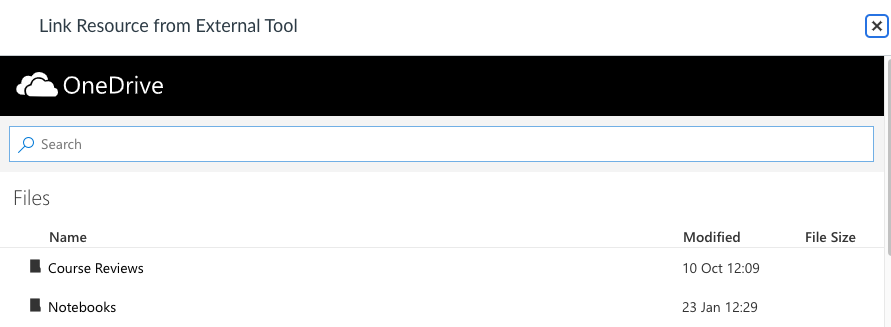 Link Resource from External Tool
OneDrive
Search
Files
Name Modified File Size
Course Reviews 10 Oct 12:09
Notebooks 23 Jan 12:29